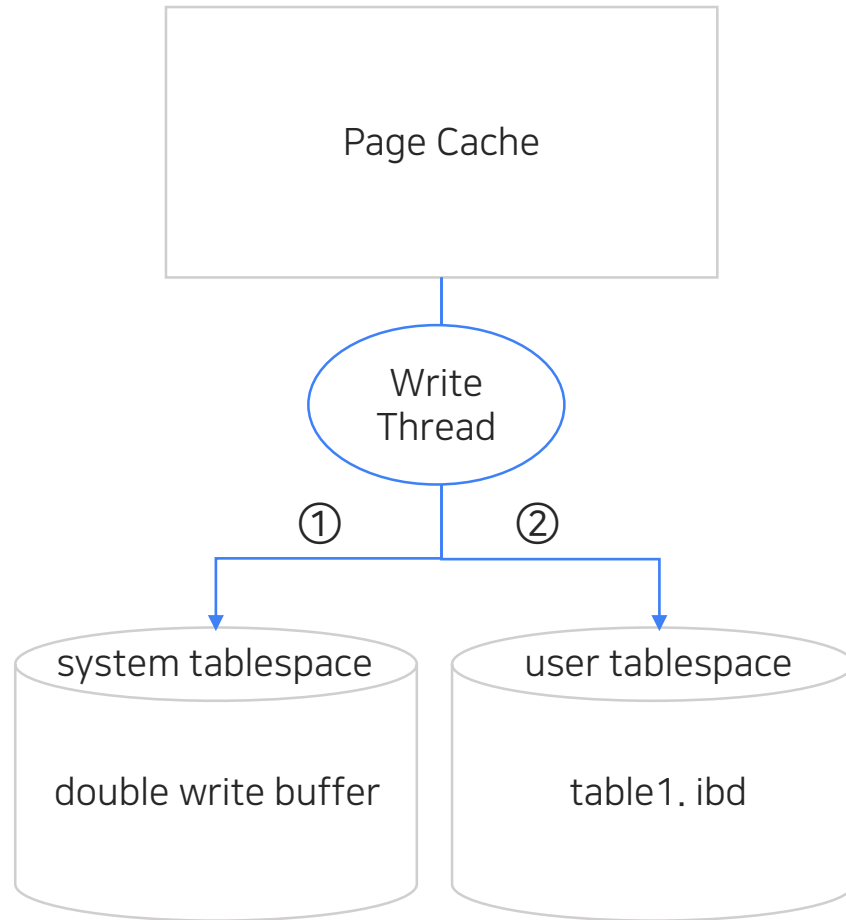 Page Cache
Write
Thread
① ②
system tablespace
user tablespace
double write buffer
table1. ibd